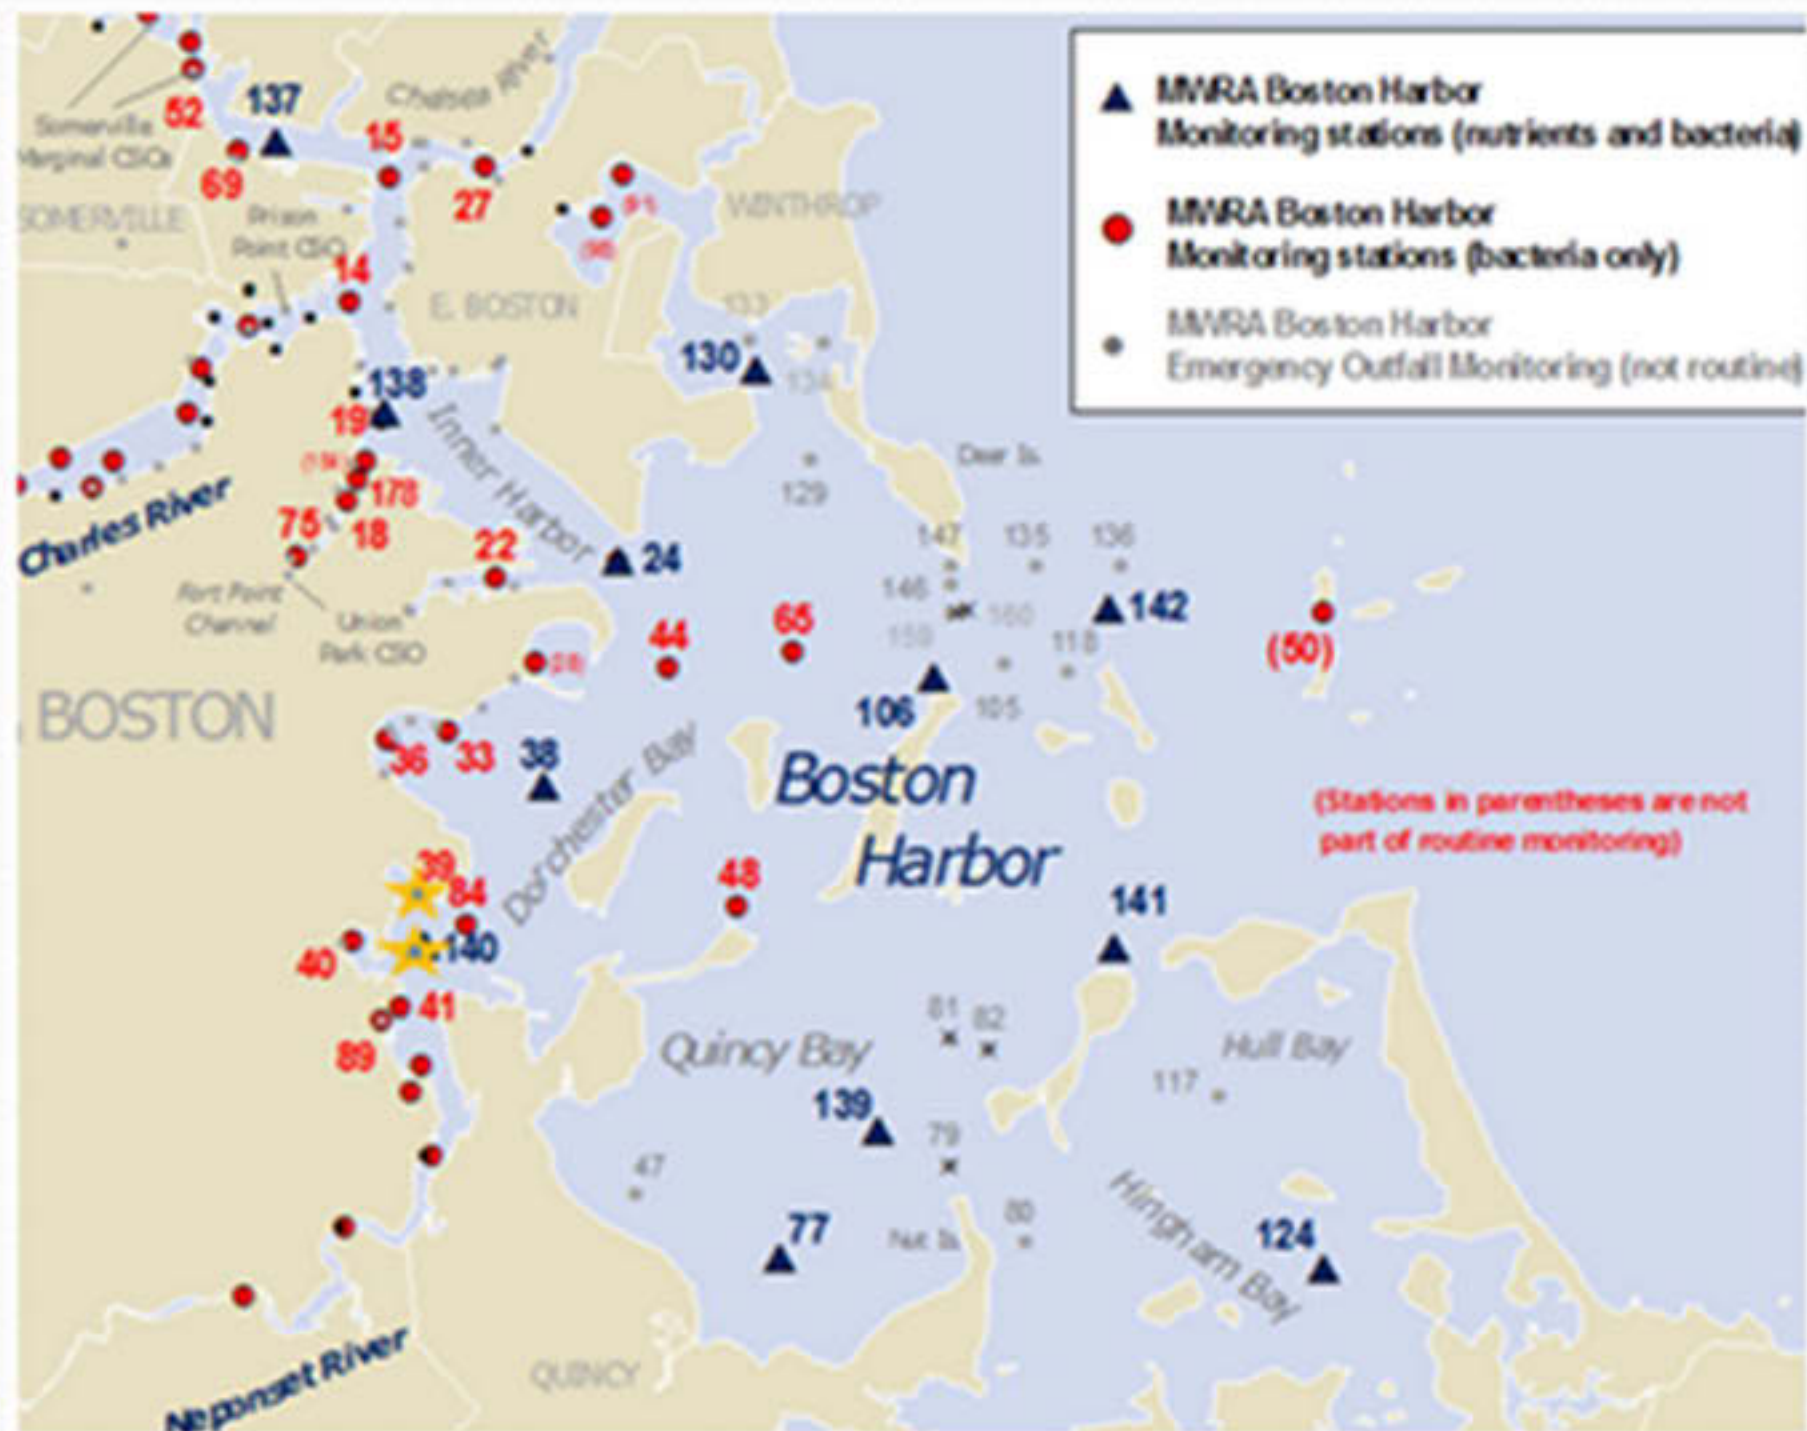 MWRA Boston Harbor
Monitoring stations (nutrients and bacteria)
MWRA Boston Harbor
Monitoring stations (bacteria only)
MWRA Boston Harbor
Emergency Outfall Monitoring (not routine)
52
137
Chelsea River
Somerville
Marginal CSOs
15
69
27
SOMERVILLE
Prison
Point CSO
WINTHROP
14
E. BOSTON
133
130
134
138
19
Inner Harbor
Deer Is.
178
129
Charles River
75
18
22
24
147
135
136
146
142
Fort Point
Channel
Union
Park CSO
44
65
160
118
(50)
BOSTON
106
105
36
33
38
Dorchester Bay
Boston
Harbor
(Stations in parentheses are not
part of routine monitoring)
39
84
48
141
40
140
41
81
82
89
Quincy Bay
Hull Bay
117
139
79
47
77
80
Nut Is.
Hingham Bay
124
Neponset River
QUINCY